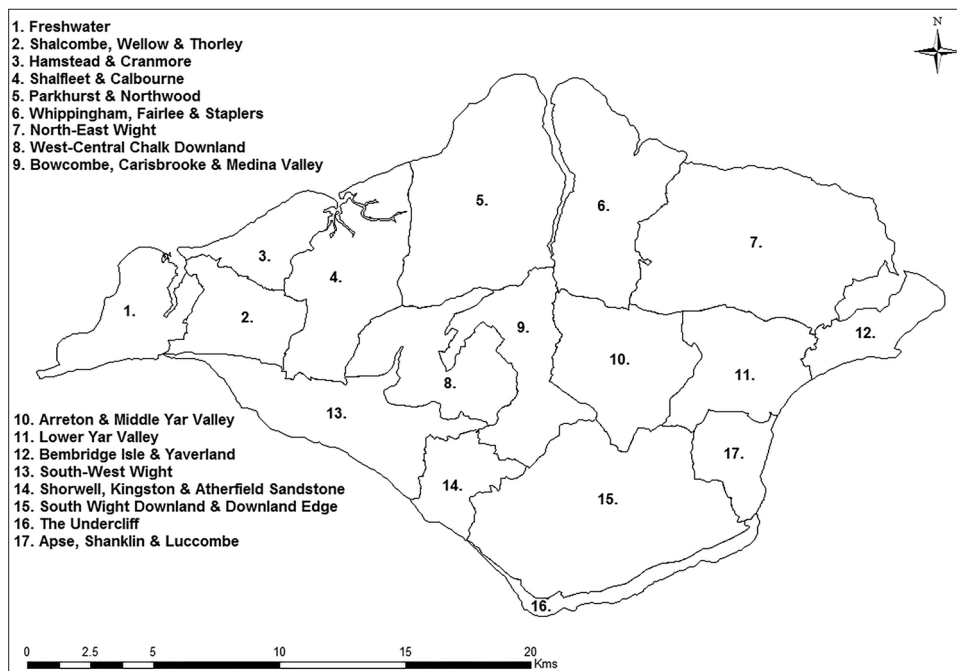 1. Freshwater
2. Shalcombe, Wellow & Thorley
3. Hamstead & Cranmore
4. Shalfleet & Calbourne
5. Parkhurst & Northwood
6. Whippingham, Fairlee & Staplers
7. North-East Wight
8. West-Central Chalk Downland
9. Bowcombe, Carisbrooke & Medina Valley
N
5.
6.
7.
3.
4.
1.
2.
9.
12.
10.
11.
8.
13.
10. Arreton & Middle Yar Valley
11. Lower Yar Valley
12. Bembridge Isle & Yaverland
13. South-West Wight
14. Shorwell, Kingston & Atherfield Sandstone
15. South Wight Downland & Downland Edge
16. The Undercliff
17. Apse, Shanklin & Luccombe
17.
14.
15.
16.
0 2.5 5 10 15 20
Kms